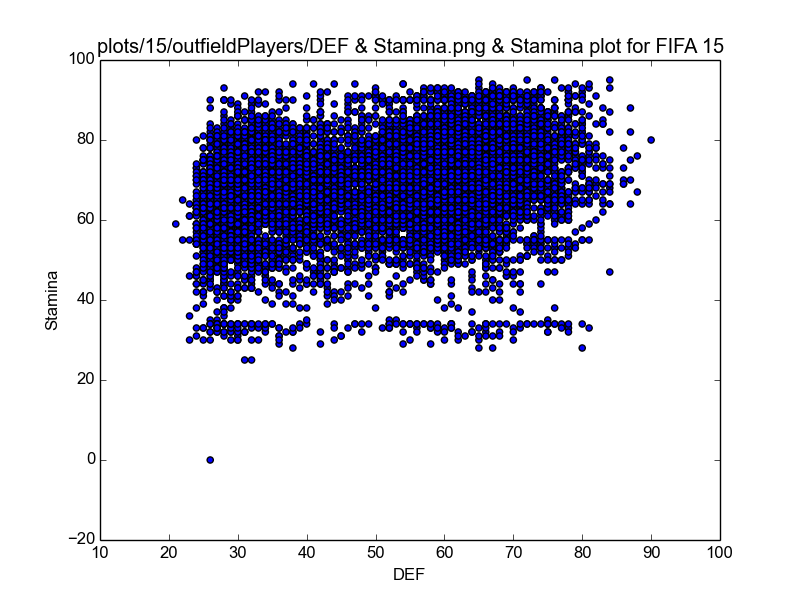 plots/15/outfieldPlayers/DEF & Stamina.png & Stamina plot for FIFA 15
100
80
60
40
20
0
−20
Stamina
10 20 30 40 50 60 70 80 90 100
DEF